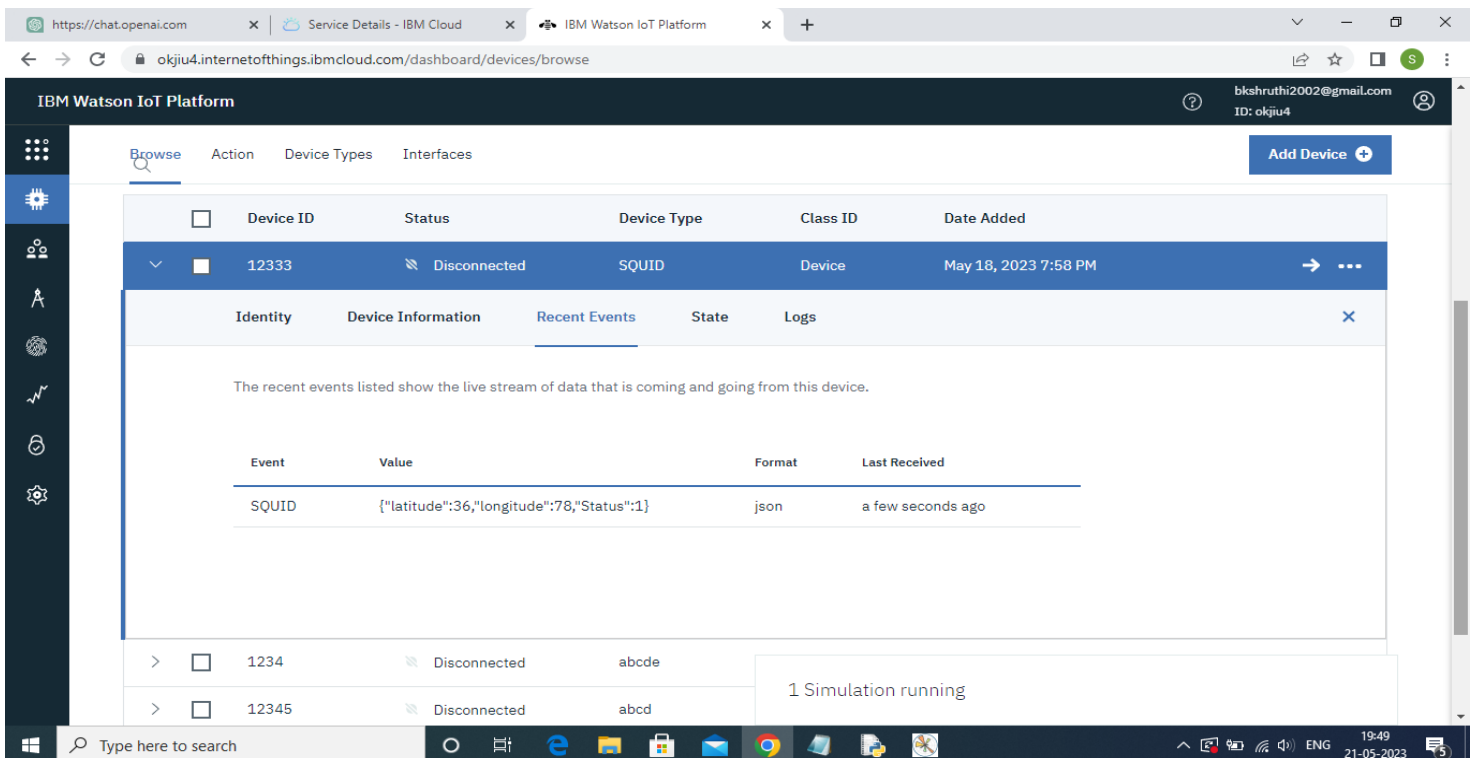 https://chat.openai.com Service Details - IBM Cloud IBM Watson IoT Platform
okjiu4.internetofthings.ibmcloud.com/dashboard/devices/browse S
IBM Watson IoT Platform bkshruthi2002@gmail.com
ID: okjiu4
Browse Action Device Types Interfaces Add Device
Device ID Status Device Type Class ID Date Added
12333 Disconnected SQUID Device May 18, 2023 7:58 PM
Identity Device Information Recent Events State Logs
The recent events listed show the live stream of data that is coming and going from this device.
Event Value Format Last Received
SQUID {"latitude":36,"longitude":78,"Status":1} json a few seconds ago
1234 Disconnected abcde
1 Simulation running
12345 Disconnected abcd
Type here to search ENG 19:49
21-05-2023 5